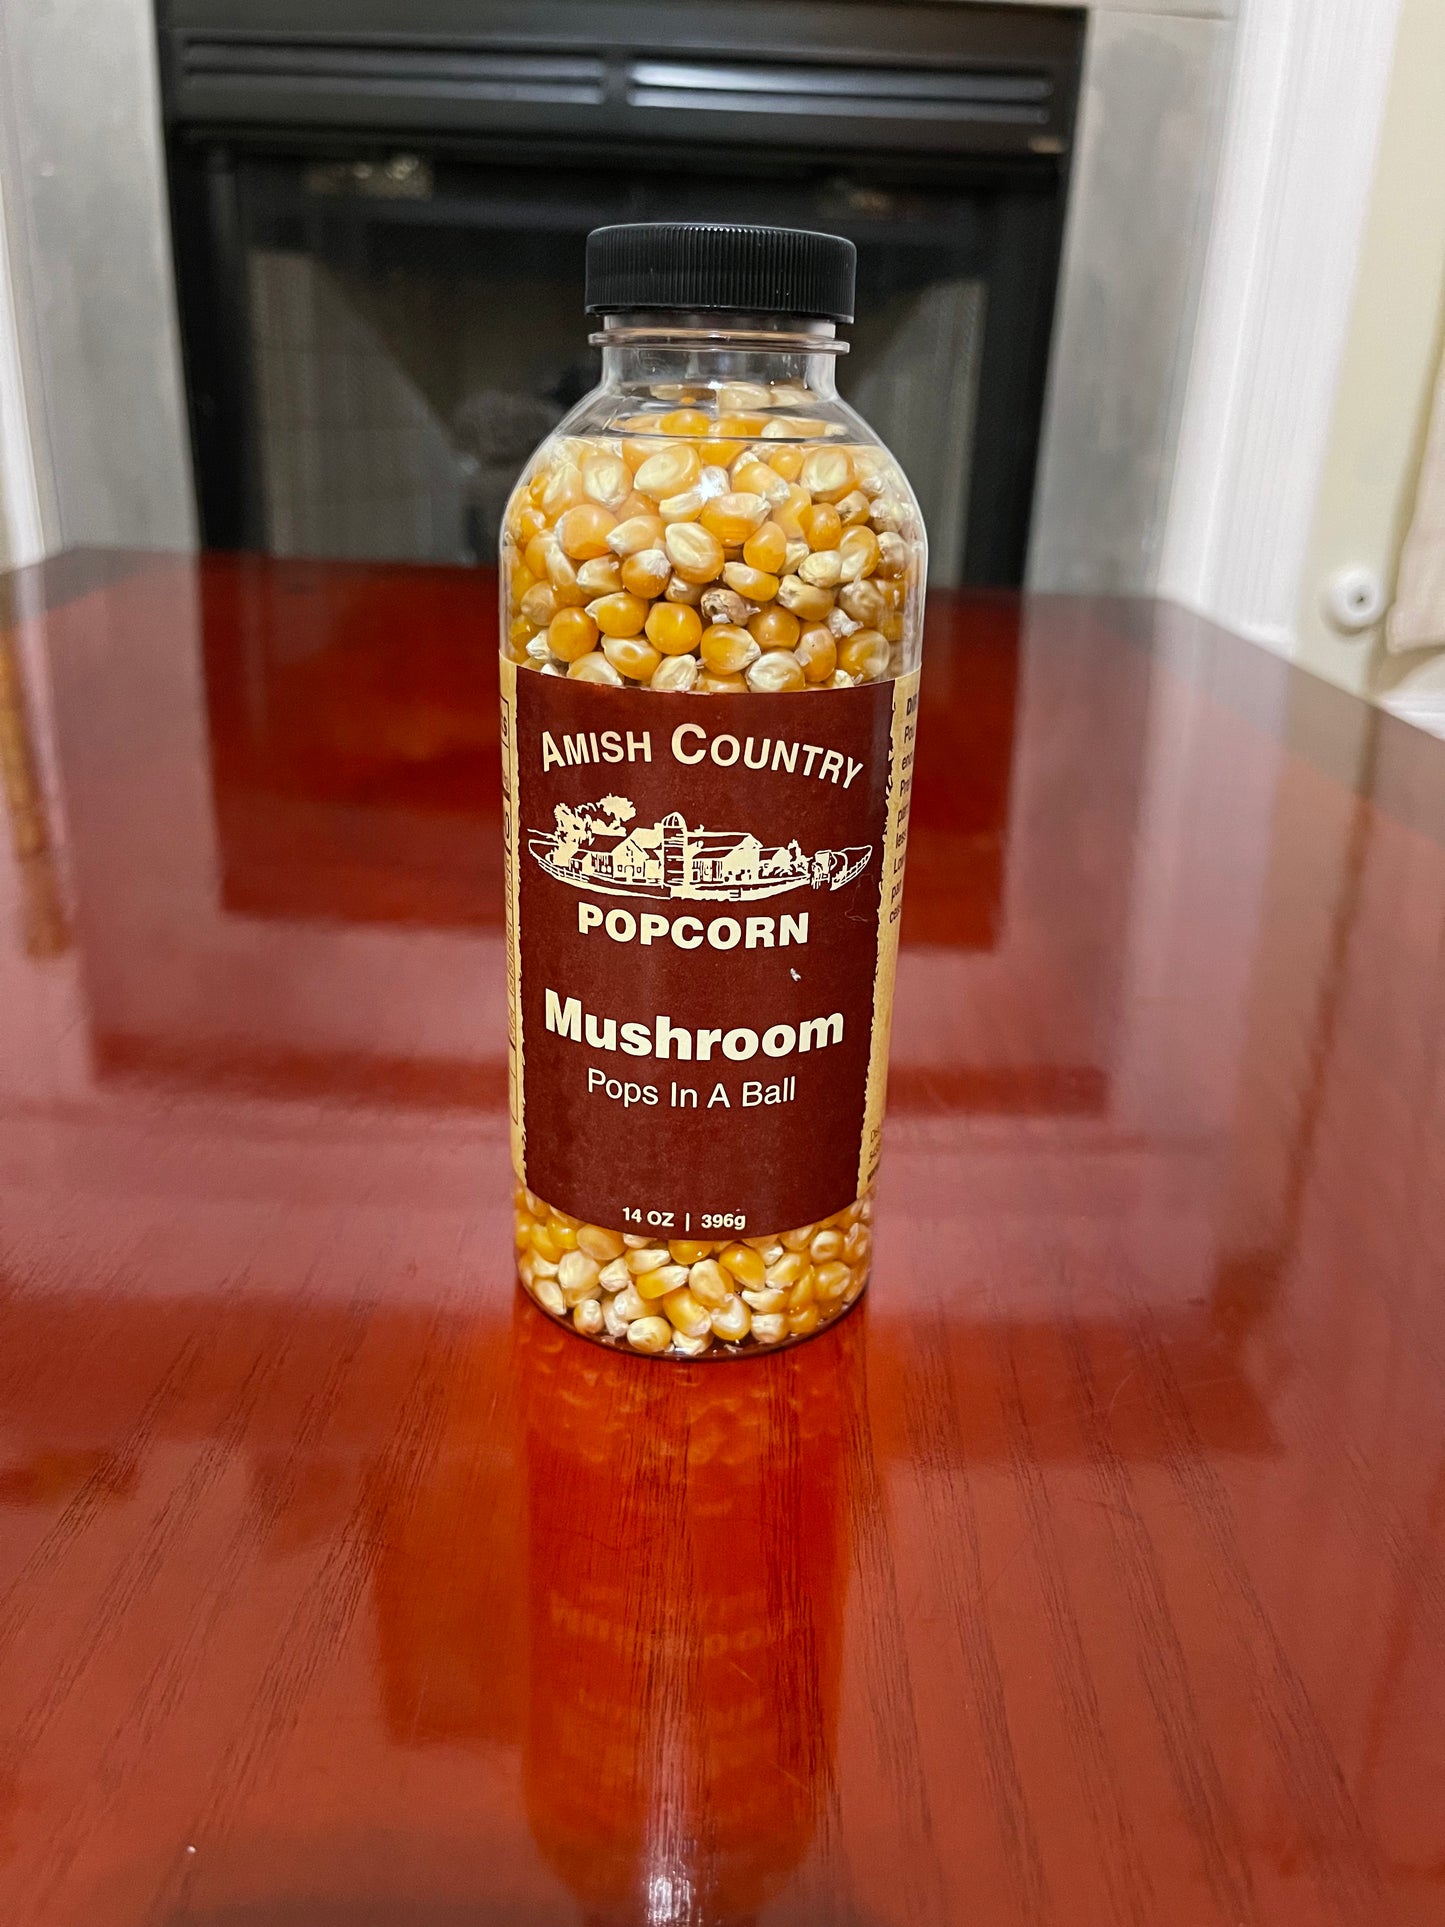 AMISH COUNTRY
POPCORN
Mushroom
Pops In A Ball
14 OZ | 396g